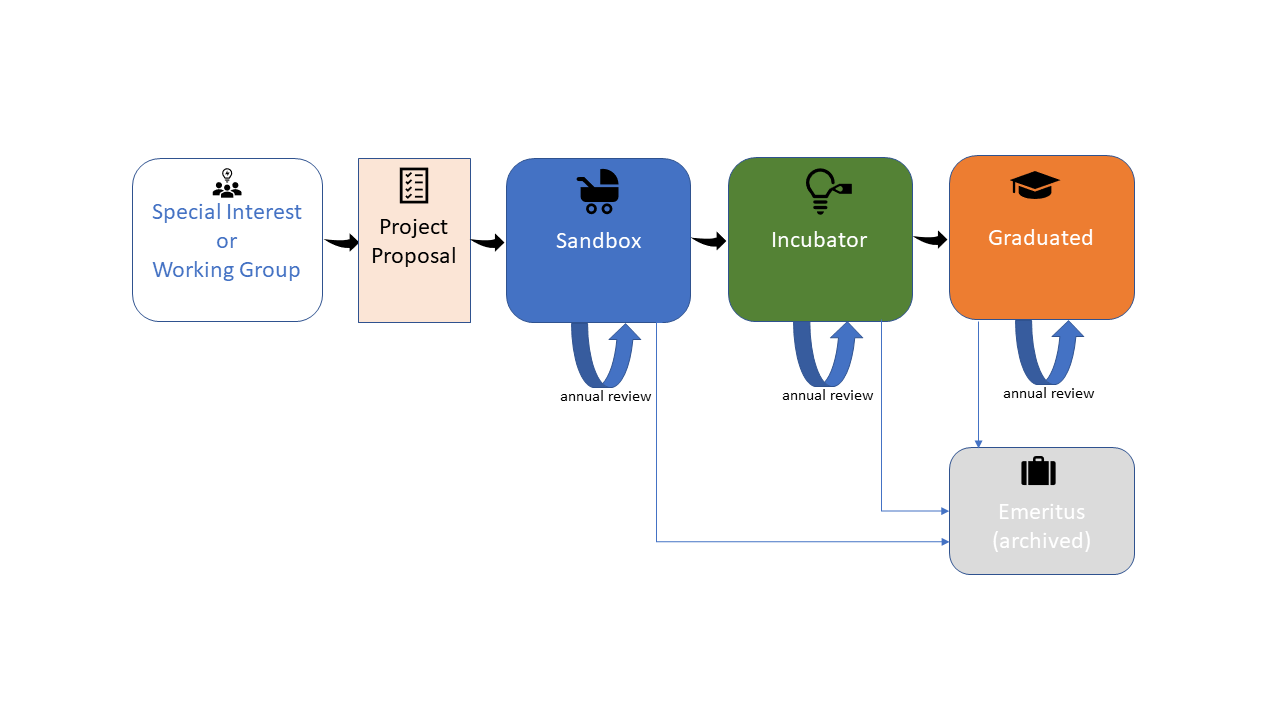 Special Interest
or
Working Group
Project
Proposal
Sandbox
Incubator
Graduated
annual review
annual review
annual review
Emeritus
(archived)